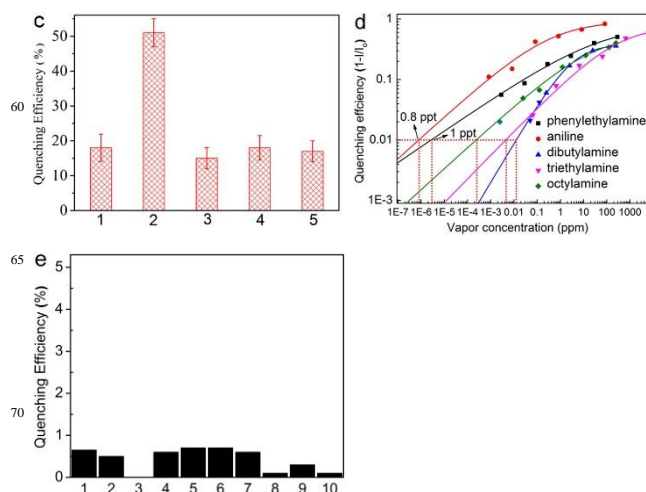 c
Quenching Efficiency (%)
60
50
40
30
20
10
0
1 2 3 4 5
60
d
Quenching effciency (1-I/I₀)
1
0.1
0.01
1E-3
0.8 ppt
1 ppt
phenylethylamine
aniline
dibutylamine
triethylamine
octylamine
1E-7 1E-6 1E-5 1E-4 1E-3 0.01 0.1 1 10 100 1000
Vapor concentration (ppm)
65
e
Quenching Efficiency (%)
5
4
3
2
1
0
1 2 3 4 5 6 7 8 9 10
70